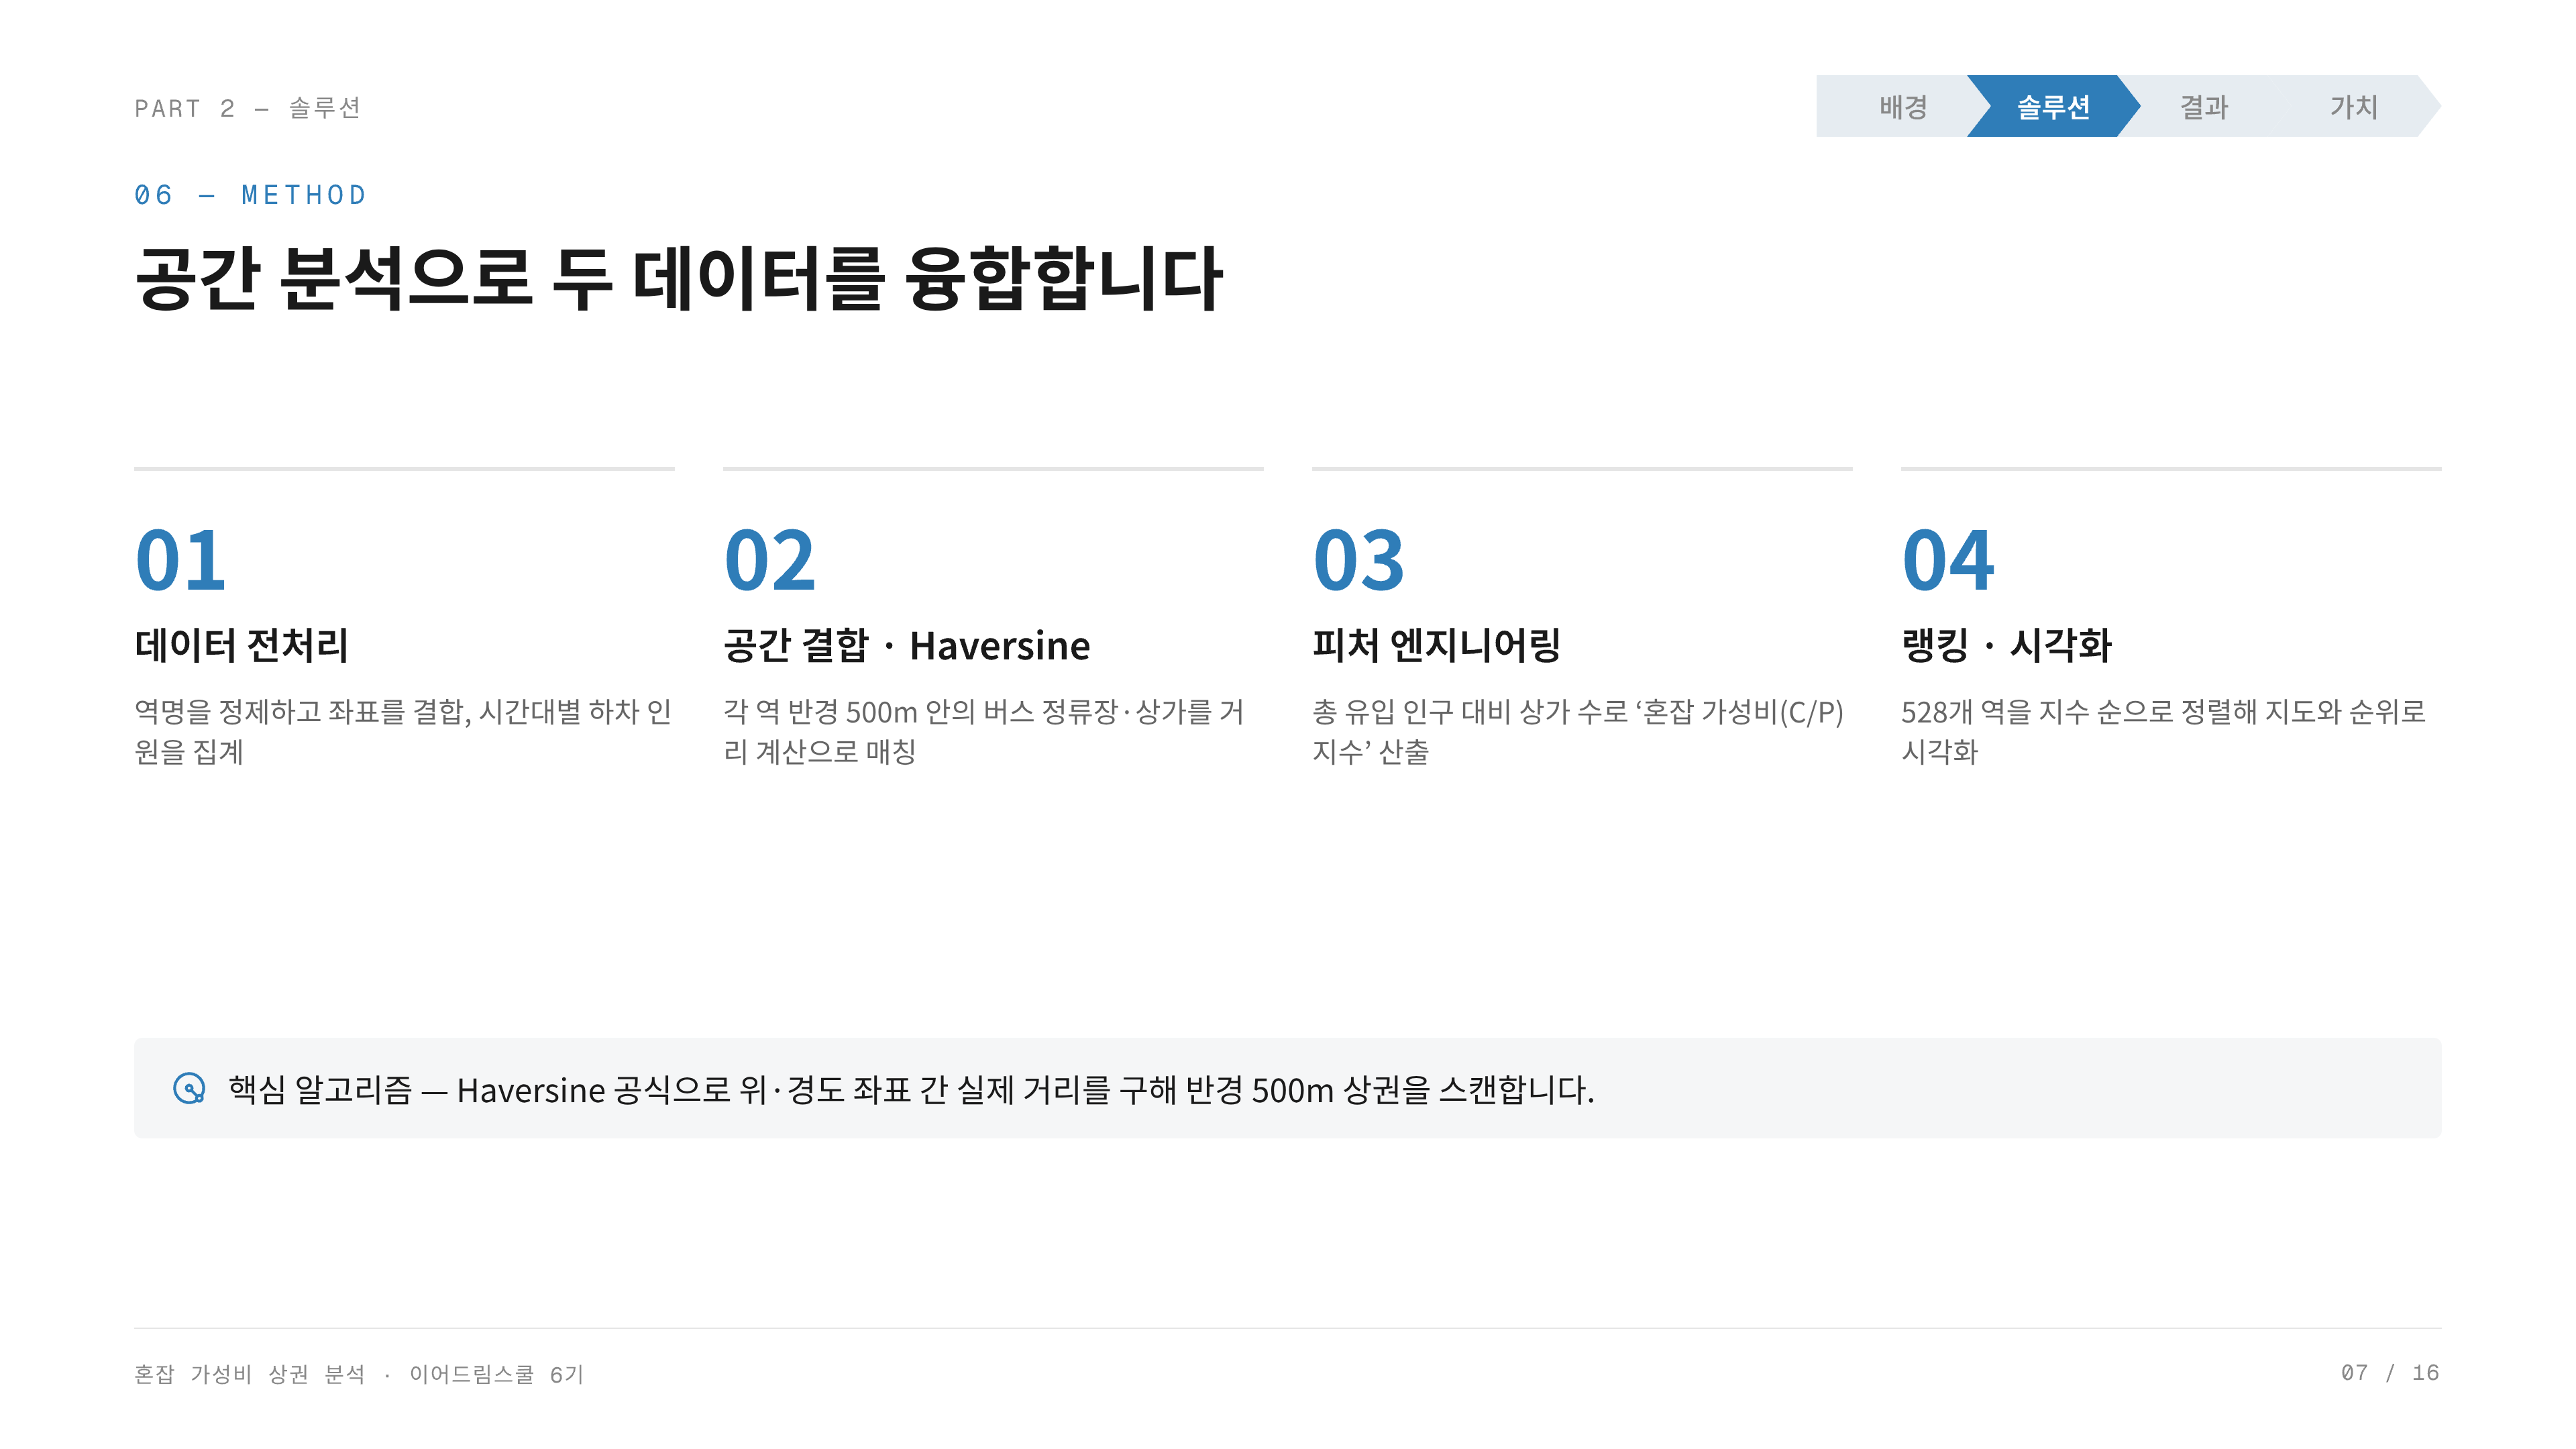 PART 2 — 솔루션
배경 솔루션 결과 가치
06 — METHOD
공간 분석으로 두 데이터를 융합합니다
01
데이터 전처리
역명을 정제하고 좌표를 결합, 시간대별 하차 인
원을 집계
02
공간 결합 · Haversine
각 역 반경 500m 안의 버스 정류장·상가를 거
리 계산으로 매칭
03
피처 엔지니어링
총 유입 인구 대비 상가 수로 ‘혼잡 가성비(C/P)
지수’ 산출
04
랭킹 · 시각화
528개 역을 지수 순으로 정렬해 지도와 순위로
시각화
핵심 알고리즘 — Haversine 공식으로 위·경도 좌표 간 실제 거리를 구해 반경 500m 상권을 스캔합니다.
혼잡 가성비 상권 분석 · 이어드림스쿨 6기
07 / 16